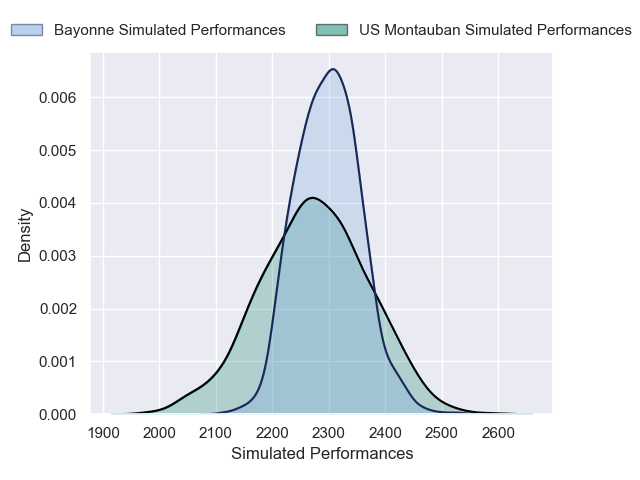 Bayonne Simulated Performances US Montauban Simulated Performances
0.006
0.005
0.004
0.003
0.002
0.001
0.000
Density
1900 2000 2100 2200 2300 2400 2500 2600
Simulated Performances